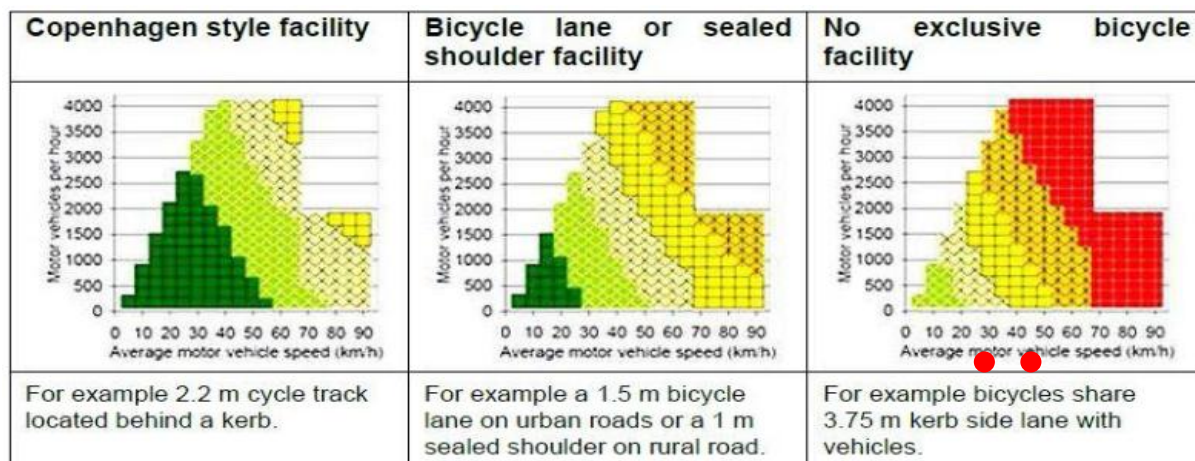 Copenhagen style facility
Bicycle lane or sealed
shoulder facility
No exclusive bicycle
facility
Motor vehicles per hour
4000
3500
3000
2500
2000
1500
1000
500
0
0 10 20 30 40 50 60 70 80 90
Average motor vehicle speed (km/h)
Motor vehicles per hour
4000
3500
3000
2500
2000
1500
1000
500
0
0 10 20 30 40 50 60 70 80 90
Average motor vehicle speed (km/h)
Motor vehicles per hour
4000
3500
3000
2500
2000
1500
1000
500
0
0 10 20 30 40 50 60 70 80 90
Average motor vehicle speed (km/h)
For example 2.2 m cycle track
located behind a kerb.
For example a 1.5 m bicycle
lane on urban roads or a 1 m
sealed shoulder on rural road.
For example bicycles share
3.75 m kerb side lane with
vehicles.